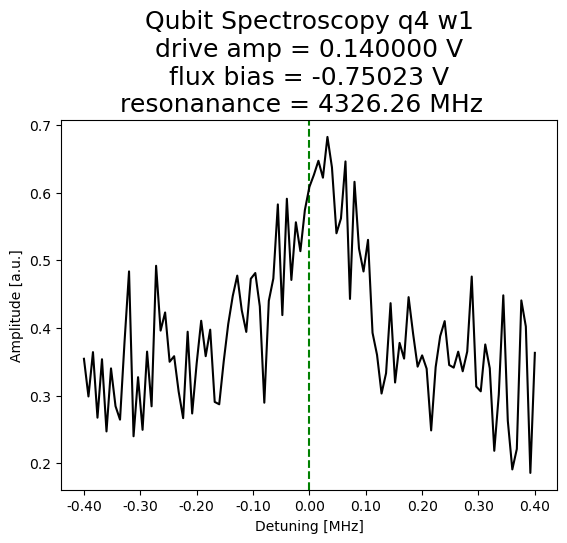 Qubit Spectroscopy q4 w1
drive amp = 0.140000 V
flux bias = -0.75023 V
resonanance = 4326.26 MHz
0.7
0.6
0.5
0.4
0.3
0.2
Amplitude [a.u.]
-0.40 -0.30 -0.20 -0.10 0.00 0.10 0.20 0.30 0.40
Detuning [MHz]